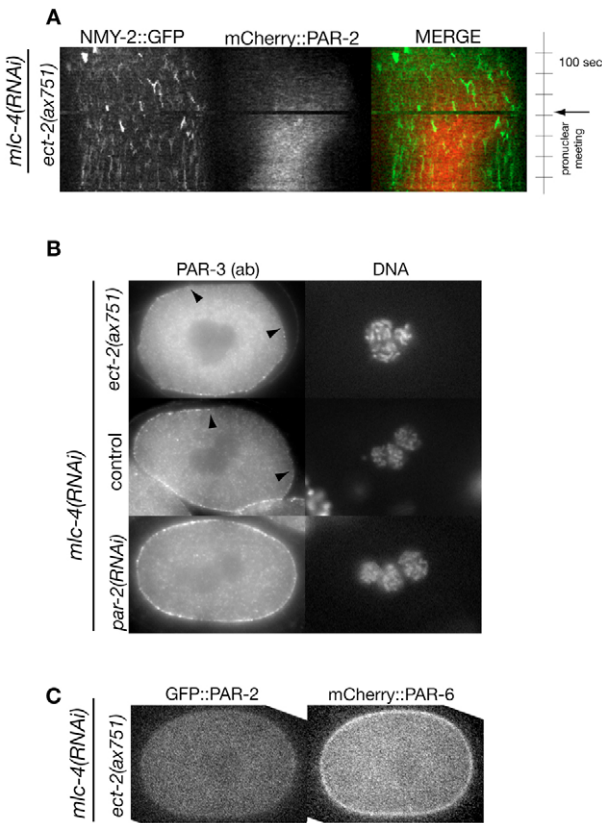 A
NMY-2::GFP mCherry::PAR-2 MERGE
mlc-4(RNAi)
ect-2(ax751)
100 sec
pronuclear
meeting
B
PAR-3 (ab) DNA
mlc-4(RNAi)
ect-2(ax751)
control
par-2(RNAi)
C
GFP::PAR-2 mCherry::PAR-6
mlc-4(RNAi)
ect-2(ax751)